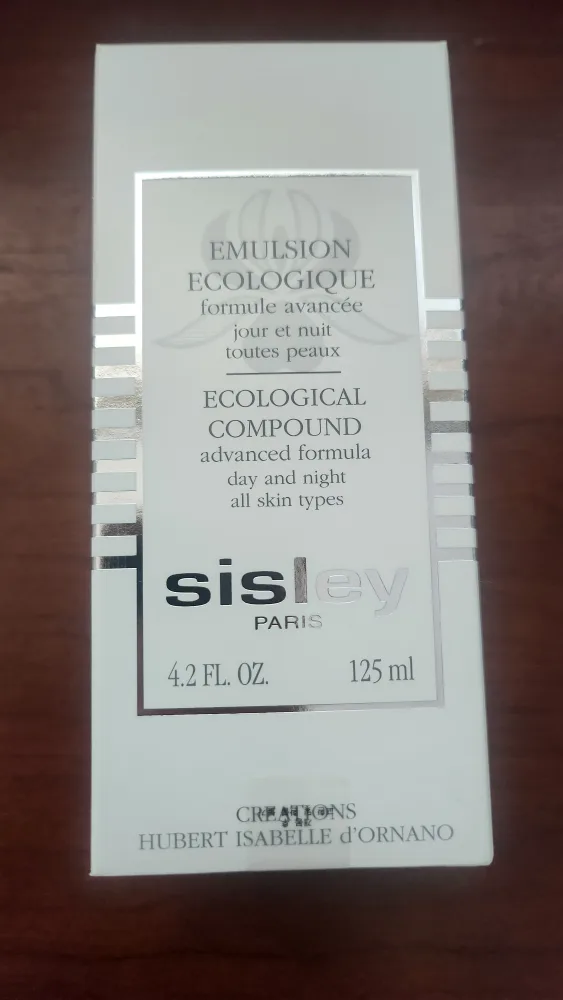 EMULSION
ECOLOGIQUE
formule avancée
jour et nuit
toutes peaux
ECOLOGICAL
COMPOUND
advanced formula
day and night
all skin types
sisley
PARIS
4.2 FL. OZ. 125 ml
CREATIONS
HUBERT ISABELLE d'ORNANO